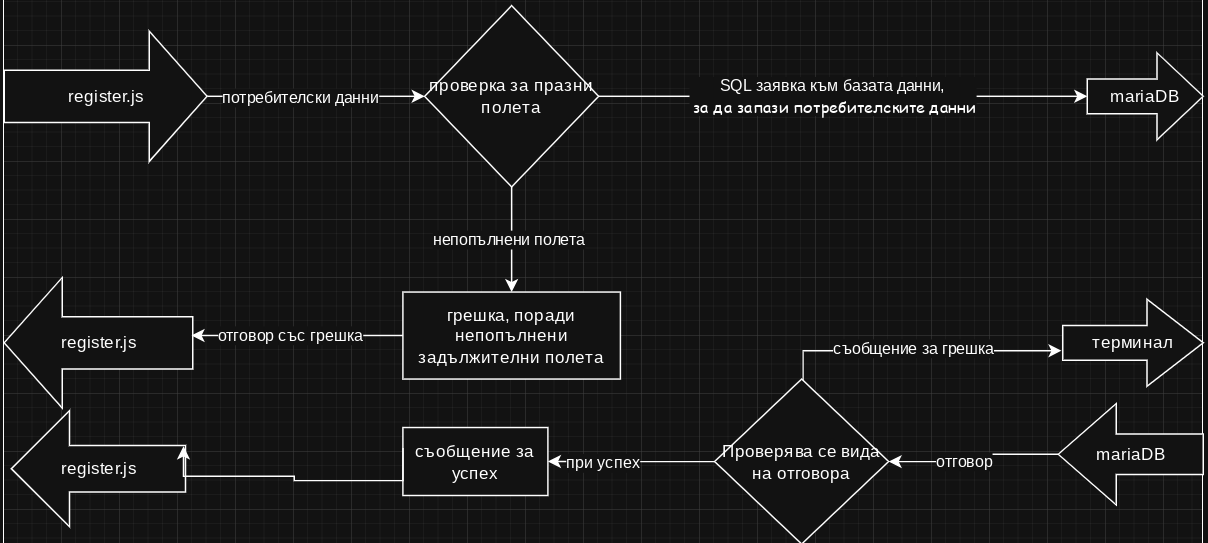 register.js
потребителски данни
проверка за празни
полета
SQL заявка към базата данни,
за да запази потребителските данни
mariaDB
непопълнени полета
register.js
отговор със грешка
грешка, поради
непопълнени
задължителни полета
съобщение за грешка
терминал
register.js
съобщение за
успех
при успех
Проверява се вида
на отговора
отговор
mariaDB